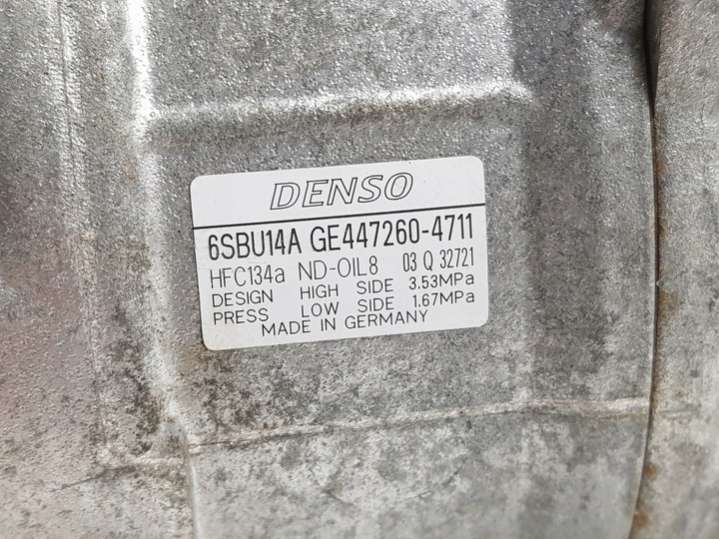 DENSO
6SBU14A GE447260-4711
HFC134a ND-OIL8 03 Q 32721
DESIGN HIGH SIDE 3.53MPa
PRESS LOW SIDE 1.67MPa
MADE IN GERMANY